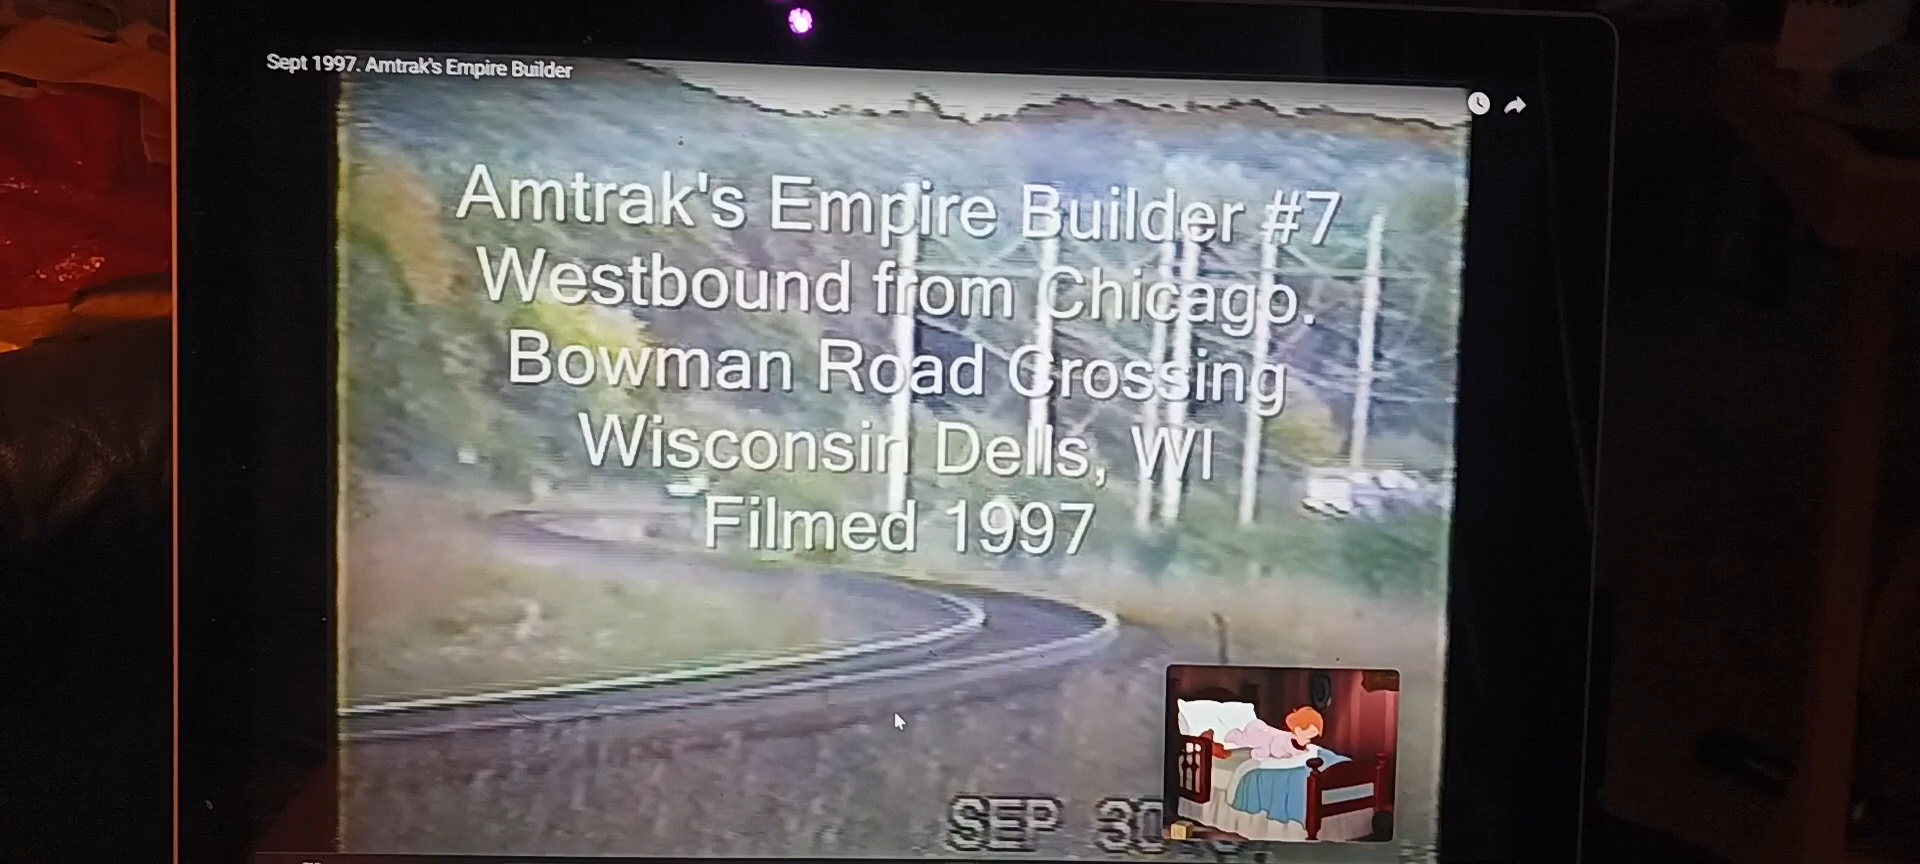 Sept 1997. Amtrak's Empire Builder
Amtrak's Empire Builder #7
Westbound from Chicago.
Bowman Road Crossing
Wisconsin Dells, WI
Filmed 1997
SEP 30